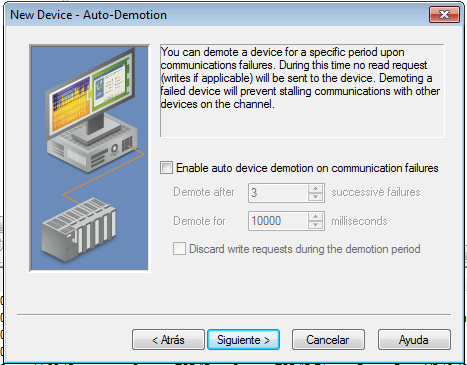 New Device - Auto-Demotion
You can demote a device for a specific period upon
communications failures. During this time no read request
(writes if applicable) will be sent to the device. Demoting a
failed device will prevent stalling communications with other
devices on the channel.
Enable auto device demotion on communication failures
Demote after 3 successive failures
Demote for 10000 milliseconds
Discard write requests during the demotion period
< Atrás Siguiente > Cancelar Ayuda